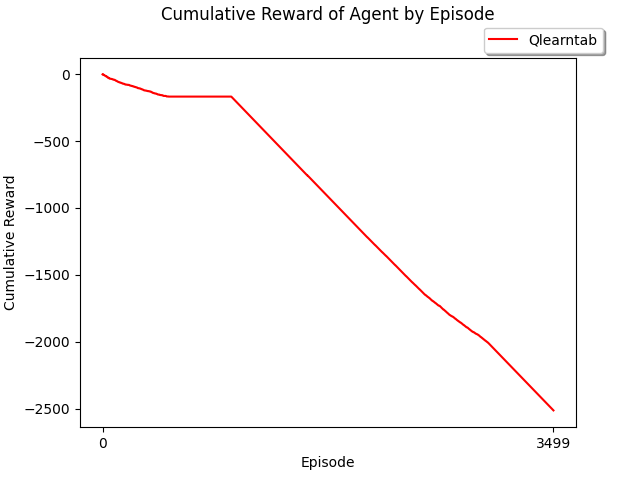 Cumulative Reward of Agent by Episode
Qlearntab
0
−500
−1000
−1500
−2000
−2500
Cumulative Reward
0
3499
Episode